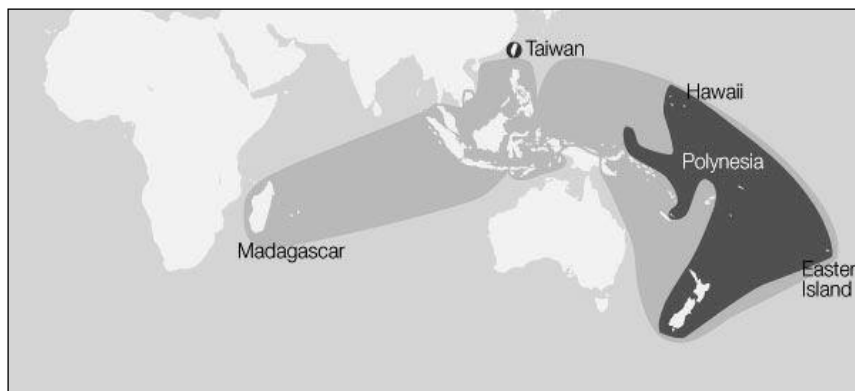 Taiwan
Hawaii
Polynesia
Madagascar
Easter
Island